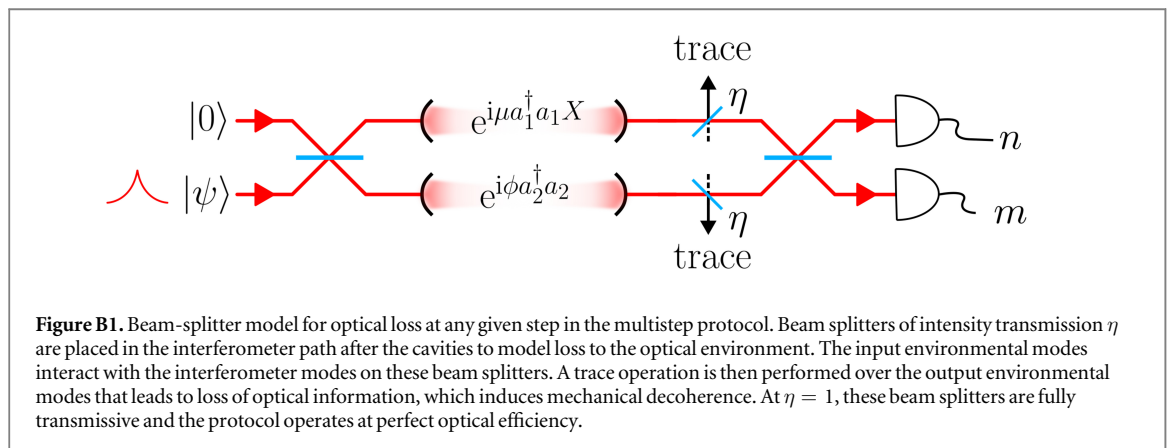 trace
|0⟩ e^{iμa_1^†a_1X} η n
|ψ⟩ e^{iϕa_2^†a_2} η m
trace
Figure B1. Beam-splitter model for optical loss at any given step in the multistep protocol. Beam splitters of intensity transmission η
are placed in the interferometer path after the cavities to model loss to the optical environment. The input environmental modes
interact with the interferometer modes on these beam splitters. A trace operation is then performed over the output environmental
modes that leads to loss of optical information, which induces mechanical decoherence. At η = 1, these beam splitters are fully
transmissive and the protocol operates at perfect optical efficiency.